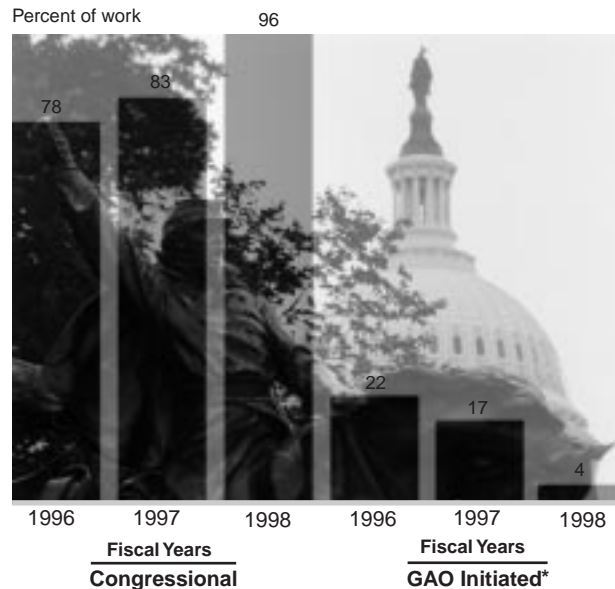 Percent of work
96
83
78
22
17
4
1996 1997 1998 1996 1997 1998
Fiscal Years Fiscal Years
Congressional GAO Initiated*